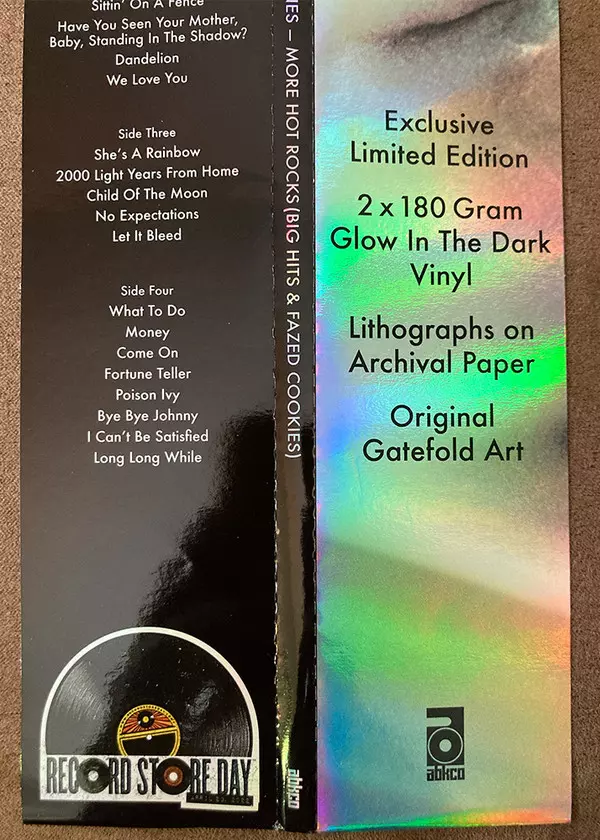 Sittin' On A Fence
Have You Seen Your Mother,
Baby, Standing In The Shadow?
Dandelion
We Love You
Side Three
She's A Rainbow
2000 Light Years From Home
Child Of The Moon
No Expectations
Let It Bleed
Side Four
What To Do
Money
Come On
Fortune Teller
Poison Ivy
Bye Bye Johnny
I Can't Be Satisfied
Long Long While
RECORD STORE DAY
APRIL 23, 2022
– MORE HOT ROCKS (BIG HITS & FAZED COOKIES)
abkco
Exclusive
Limited Edition
2 x 180 Gram
Glow In The Dark
Vinyl
Lithographs on
Archival Paper
Original
Gatefold Art
abkco